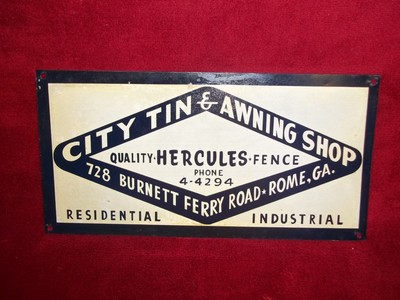 CITY TIN & AWNING SHOP
QUALITY·HERCULES·FENCE
PHONE
4-4294
728 BURNETT FERRY ROAD★ROME, GA.
RESIDENTIAL INDUSTRIAL